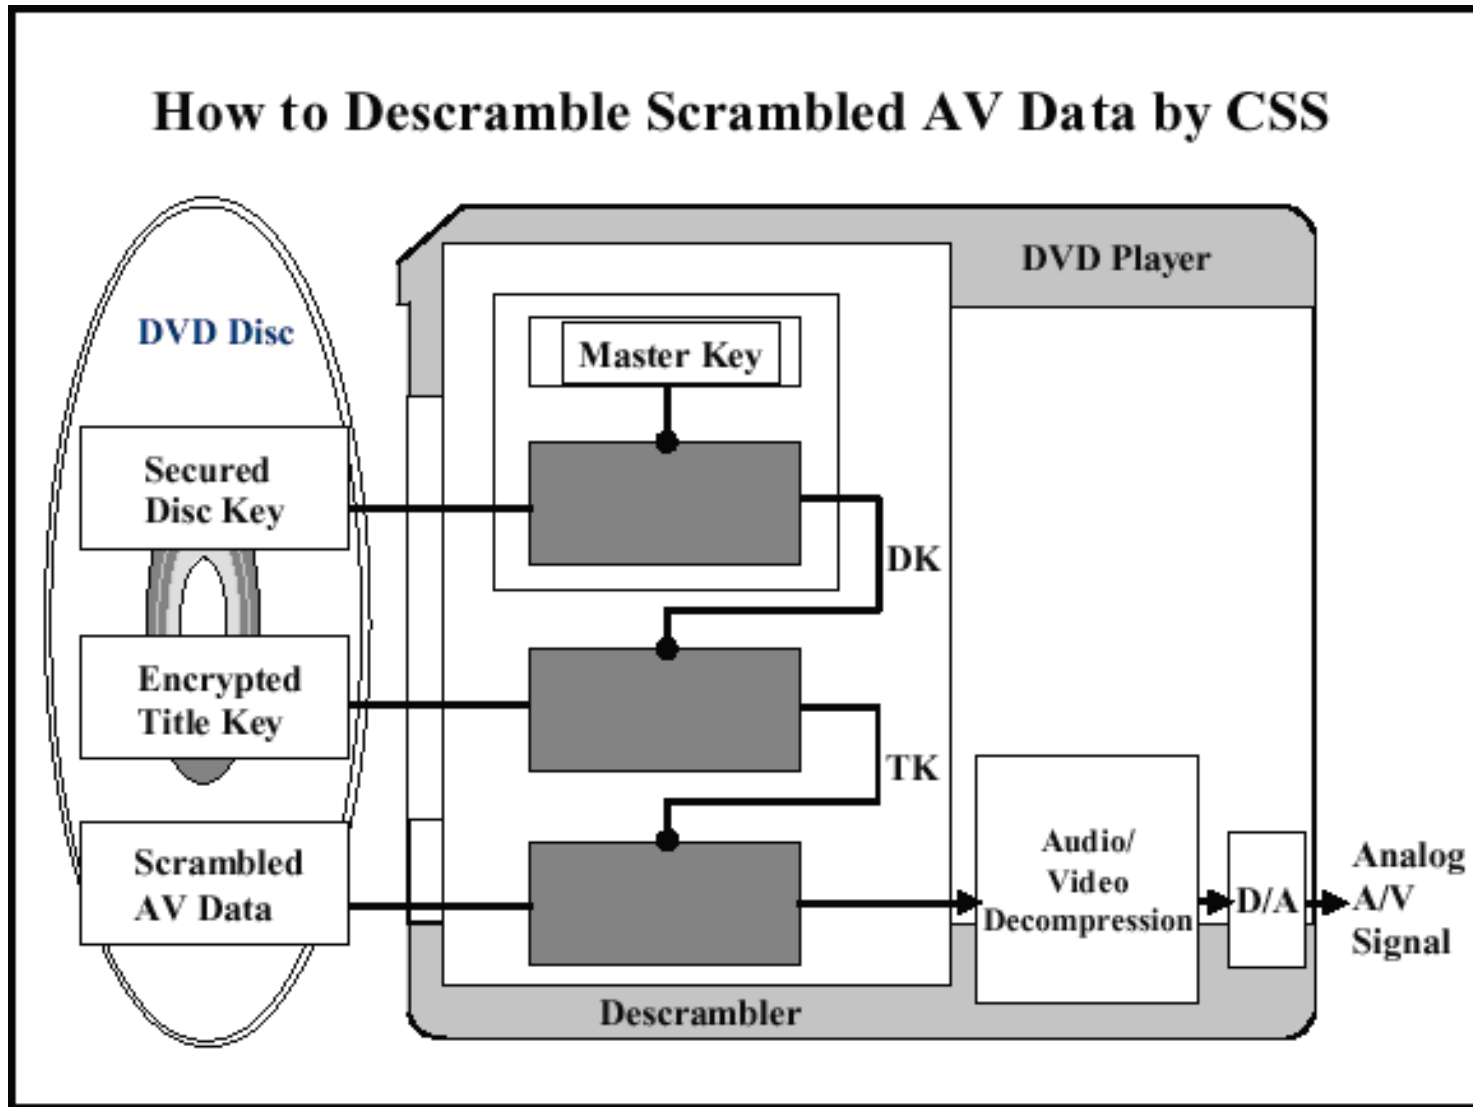 How to Descramble Scrambled AV Data by CSS
DVD Player
DVD Disc
Master Key
Secured
Disc Key
DK
Encrypted
Title Key
TK
Scrambled
AV Data
Audio/
Video
Decompression
D/A
Analog
A/V
Signal
Descrambler